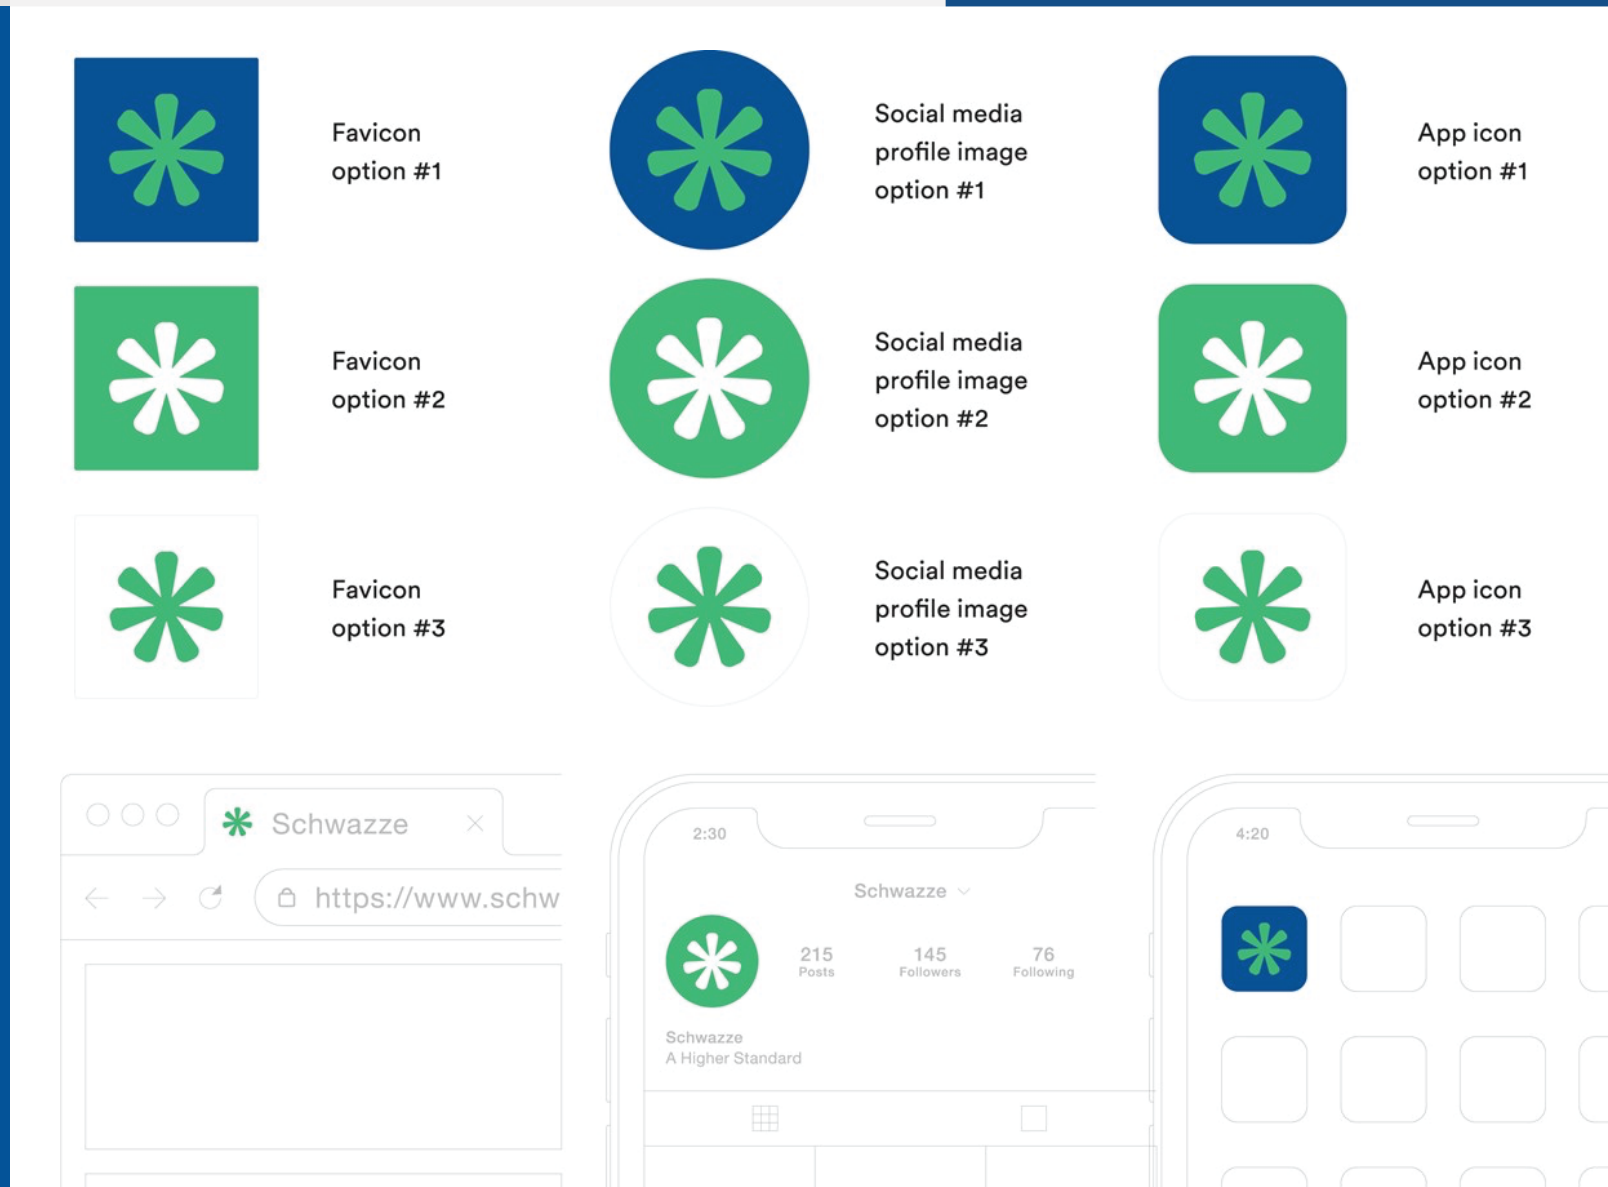 Favicon
option #1
Social media
profile image
option #1
App icon
option #1
Favicon
option #2
Social media
profile image
option #2
App icon
option #2
Favicon
option #3
Social media
profile image
option #3
App icon
option #3
Schwazze
https://www.schw
2:30
Schwazze
215
Posts
145
Followers
76
Following
Schwazze
A Higher Standard
4:20